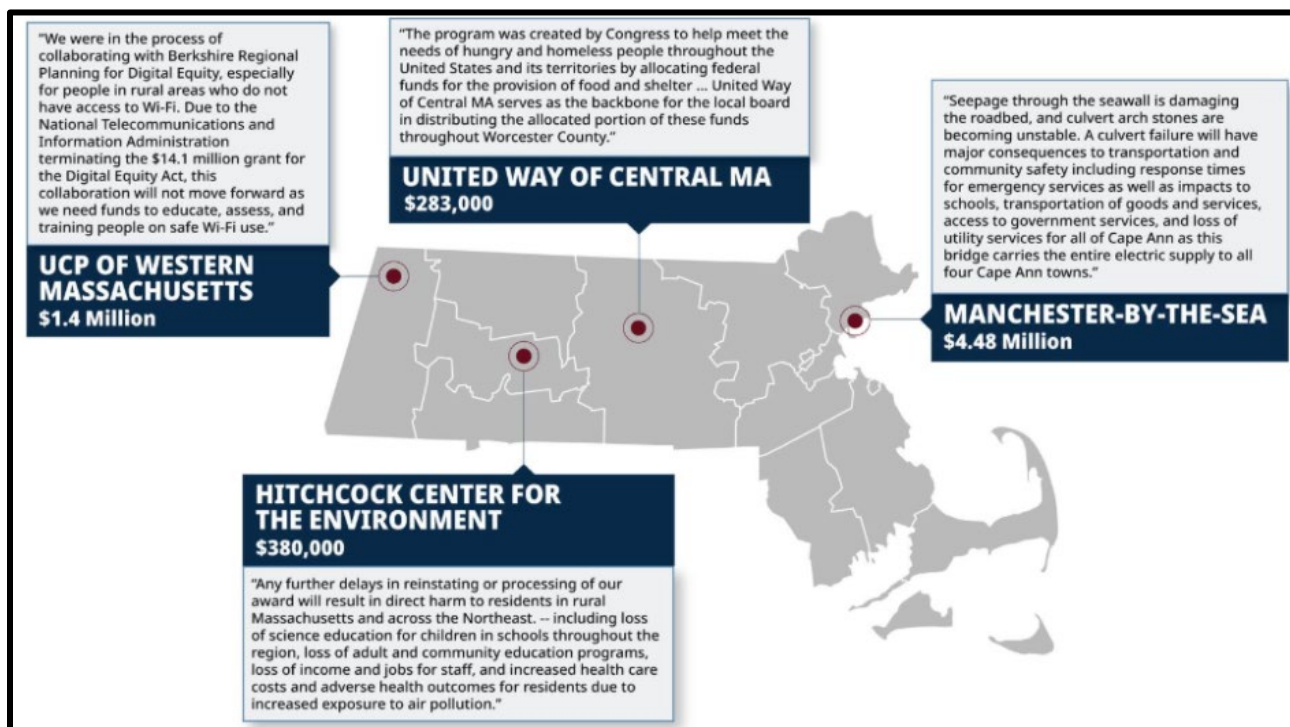 “We were in the process of
collaborating with Berkshire Regional
Planning for Digital Equity, especially
for people in rural areas who do not
have access to Wi-Fi. Due to the
National Telecommunications and
Information Administration
terminating the $14.1 million grant for
the Digital Equity Act, this
collaboration will not move forward as
we need funds to educate, assess, and
training people on safe Wi-Fi use.”
UCP OF WESTERN
MASSACHUSETTS
$1.4 Million
“The program was created by Congress to help meet the
needs of hungry and homeless people throughout the
United States and its territories by allocating federal
funds for the provision of food and shelter ... United Way
of Central MA serves as the backbone for the local board
in distributing the allocated portion of these funds
throughout Worcester County.”
UNITED WAY OF CENTRAL MA
$283,000
“Seepage through the seawall is damaging
the roadbed, and culvert arch stones are
becoming unstable. A culvert failure will have
major consequences to transportation and
community safety including response times
for emergency services as well as impacts to
schools, transportation of goods and services,
access to government services, and loss of
utility services for all of Cape Ann as this
bridge carries the entire electric supply to all
four Cape Ann towns.”
MANCHESTER-BY-THE-SEA
$4.48 Million
HITCHCOCK CENTER FOR
THE ENVIRONMENT
$380,000
“Any further delays in reinstating or processing of our
award will result in direct harm to residents in rural
Massachusetts and across the Northeast. -- including loss
of science education for children in schools throughout the
region, loss of adult and community education programs,
loss of income and jobs for staff, and increased health care
costs and adverse health outcomes for residents due to
increased exposure to air pollution.”